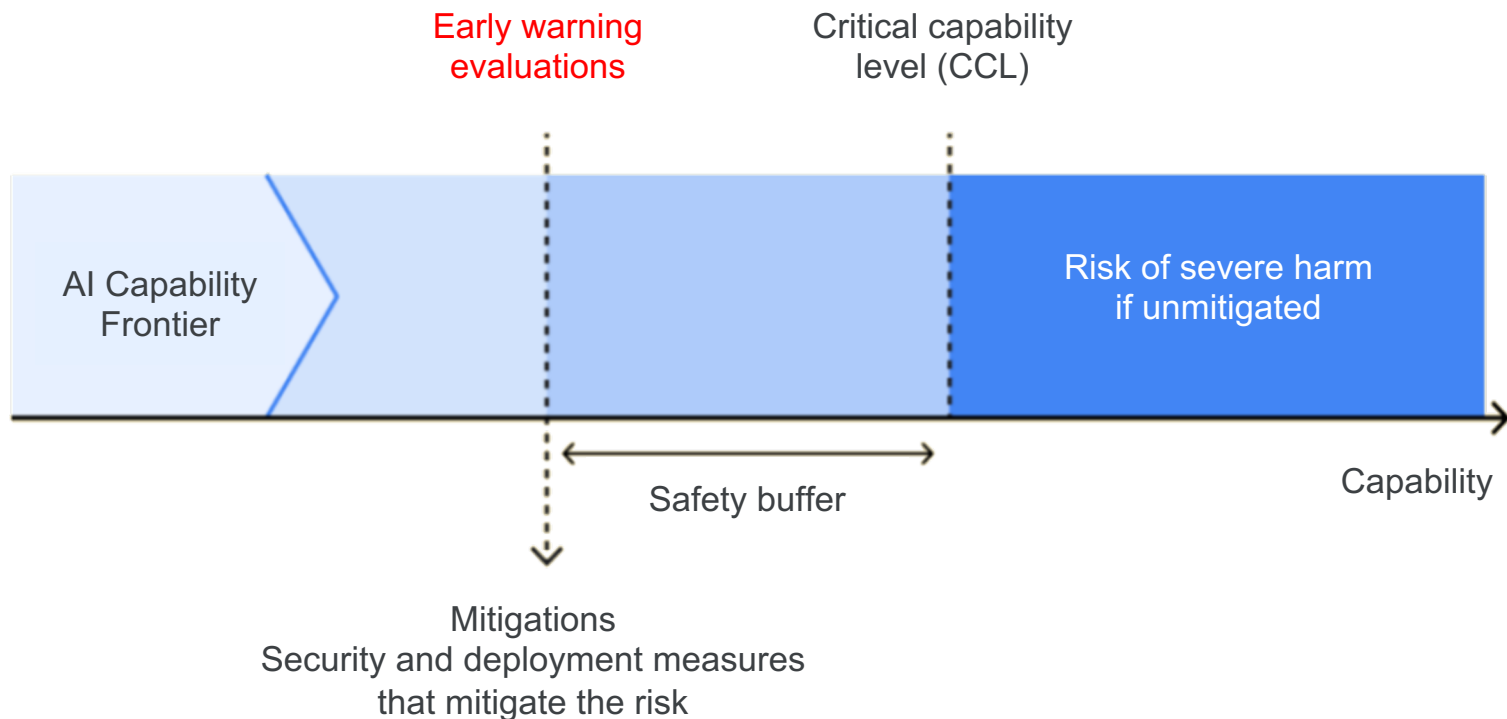 Early warning
evaluations
Critical capability
level (CCL)
AI Capability
Frontier
Risk of severe harm
if unmitigated
Safety buffer
Capability
Mitigations
Security and deployment measures
that mitigate the risk